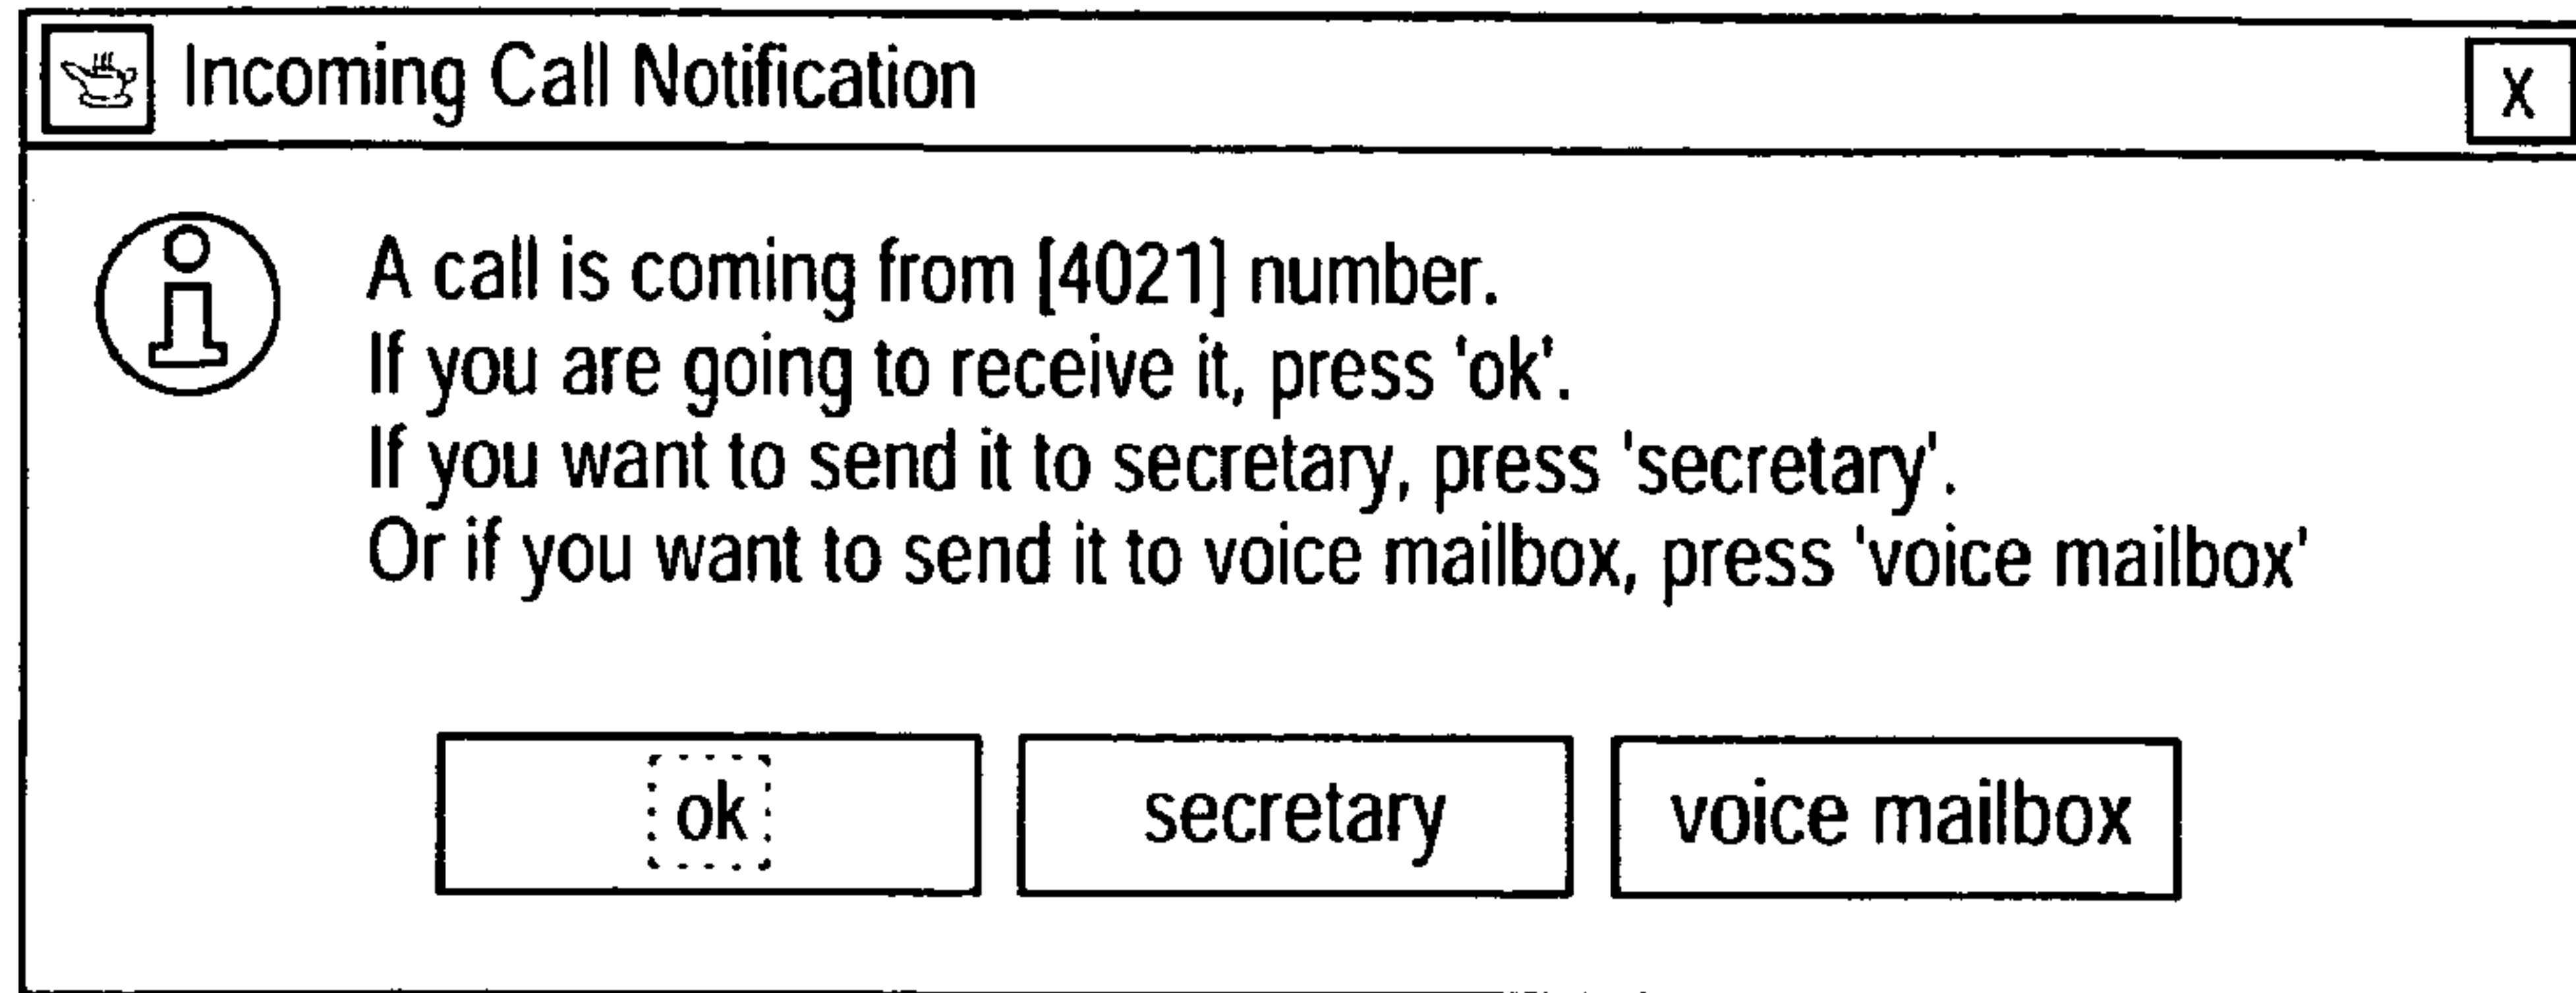 Incoming Call Notification X
A call is coming from [4021] number.
If you are going to receive it, press 'ok'.
If you want to send it to secretary, press 'secretary'.
Or if you want to send it to voice mailbox, press 'voice mailbox'
ok secretary voice mailbox